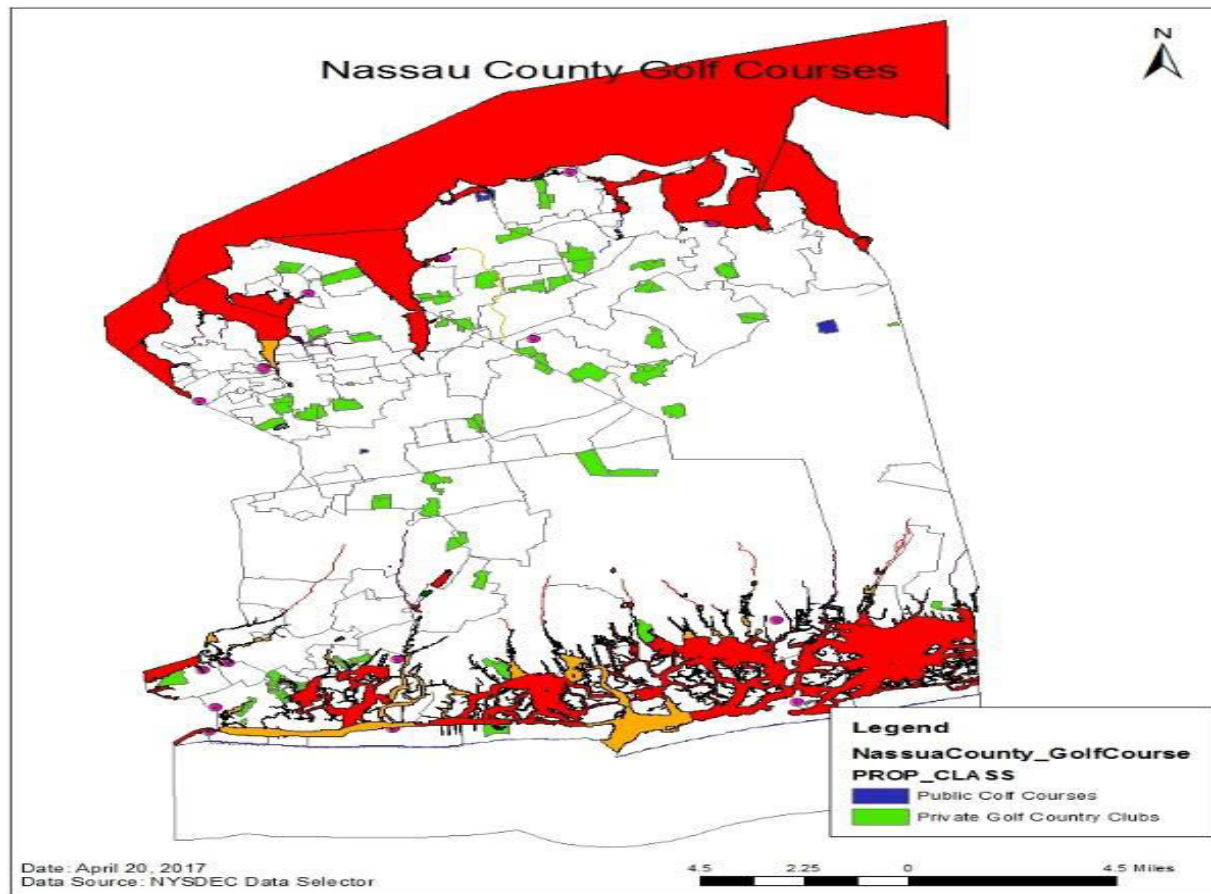 Nassau County Golf Courses
N
Legend
NassuaCounty_GolfCourse
PROP_CLASS
Public Colf Courses
Private Golf Country Clubs
Date: April 20, 2017
Data Source: NYSDEC Data Selector
4.5 2.25 0 4.5 Miles